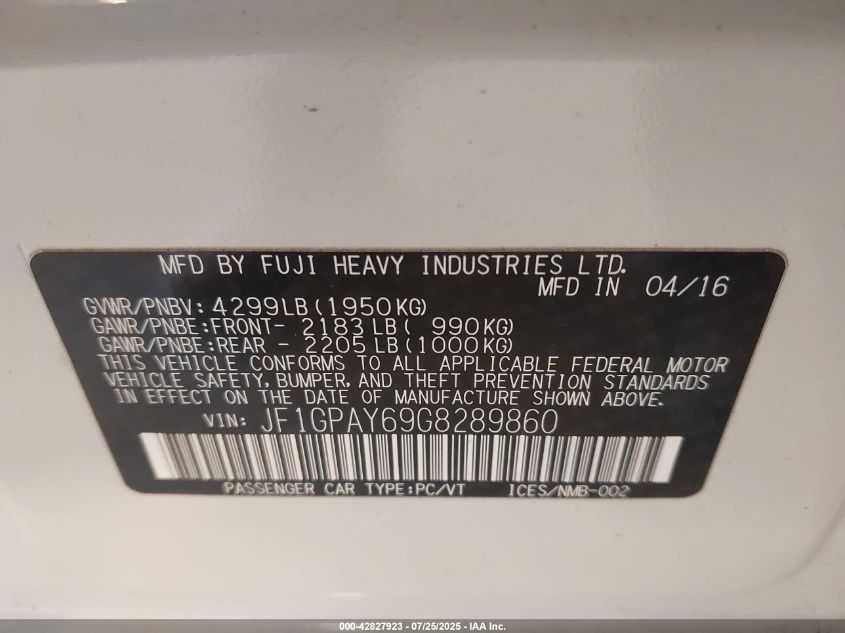 MFD BY FUJI HEAVY INDUSTRIES LTD.
MFD IN 04/16
GVWR/PNBV: 4299LB(1950KG)
GAWR/PNBE:FRONT- 2183LB( 990KG)
GAWR/PNBE:REAR - 2205LB(1000KG)
THIS VEHICLE CONFORMS TO ALL APPLICABLE FEDERAL MOTOR
VEHICLE SAFETY, BUMPER, AND THEFT PREVENTION STANDARDS
IN EFFECT ON THE DATE OF MANUFACTURE SHOWN ABOVE.
VIN: JF1GPAY69G8289860
PASSENGER CAR TYPE:PC/VT ICES/NMB-002
000-42827923 - 07/25/2025 - IAA Inc.